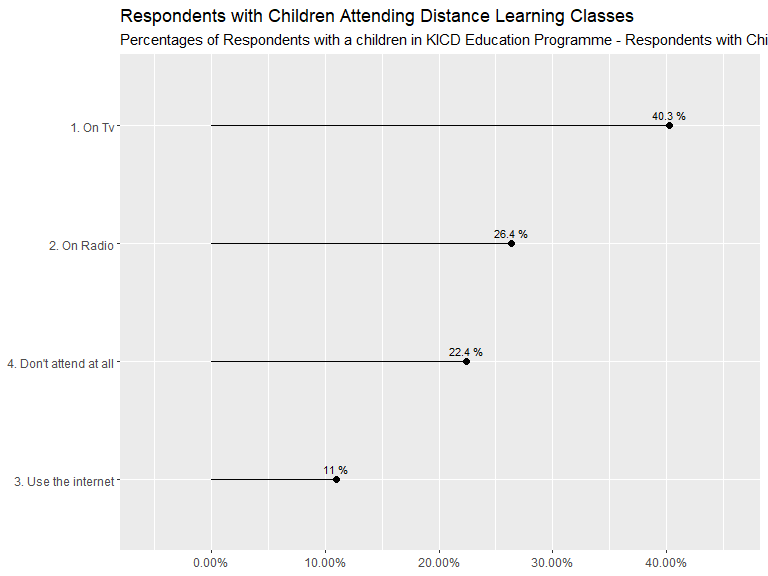 Respondents with Children Attending Distance Learning Classes
Percentages of Respondents with a children in KICD Education Programme - Respondents with Chi
1. On Tv
40.3 %
2. On Radio
26.4 %
4. Don't attend at all
22.4 %
3. Use the internet
11 %
0.00%
10.00%
20.00%
30.00%
40.00%